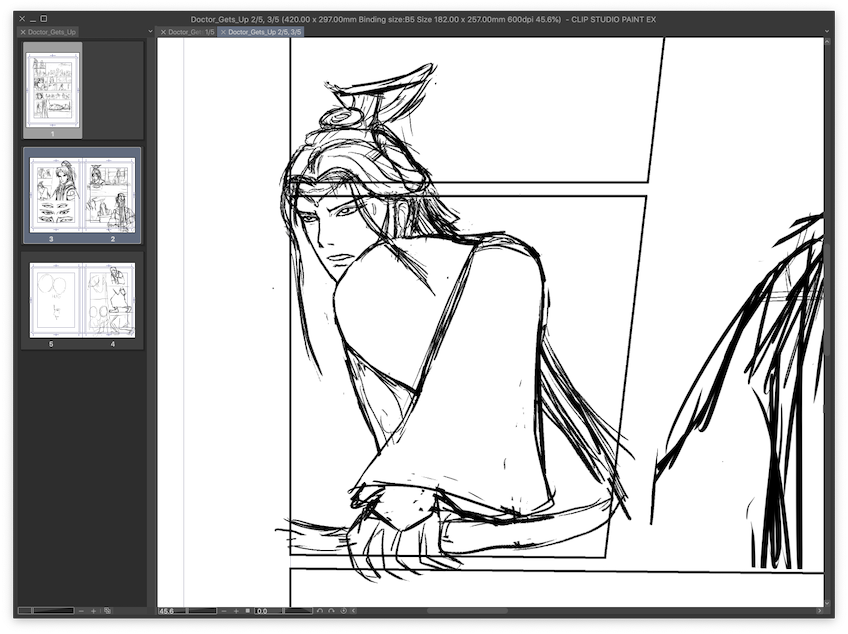 Doctor_Gets_Up 2/5, 3/5 (420.00 x 297.00mm Binding size:B5 Size 182.00 x 257.00mm 600dpi 45.6%) - CLIP STUDIO PAINT EX
Doctor_Gets_Up
Doctor_Get 1/5
Doctor_Gets_Up 2/5, 3/5
1
3 2
5 4
45.6
0.0